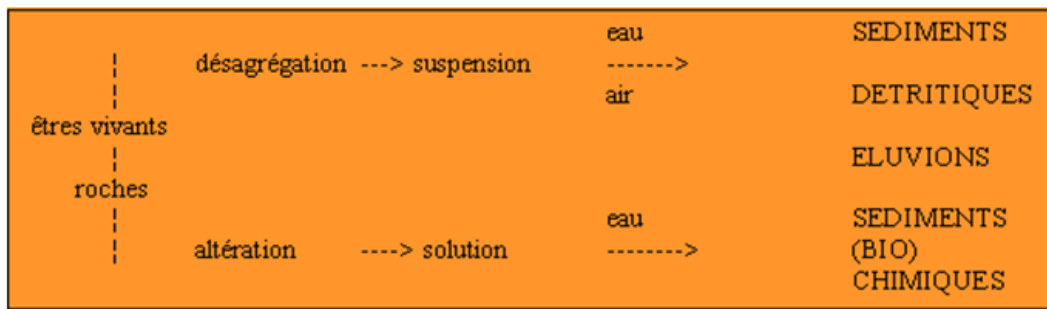 eau SEDIMENTS
désagrégation ---> suspension ------->
air DETRITIQUES
êtres vivants
ELUVIONS
roches
eau SEDIMENTS
altération ----> solution --------> (BIO)
CHIMIQUES